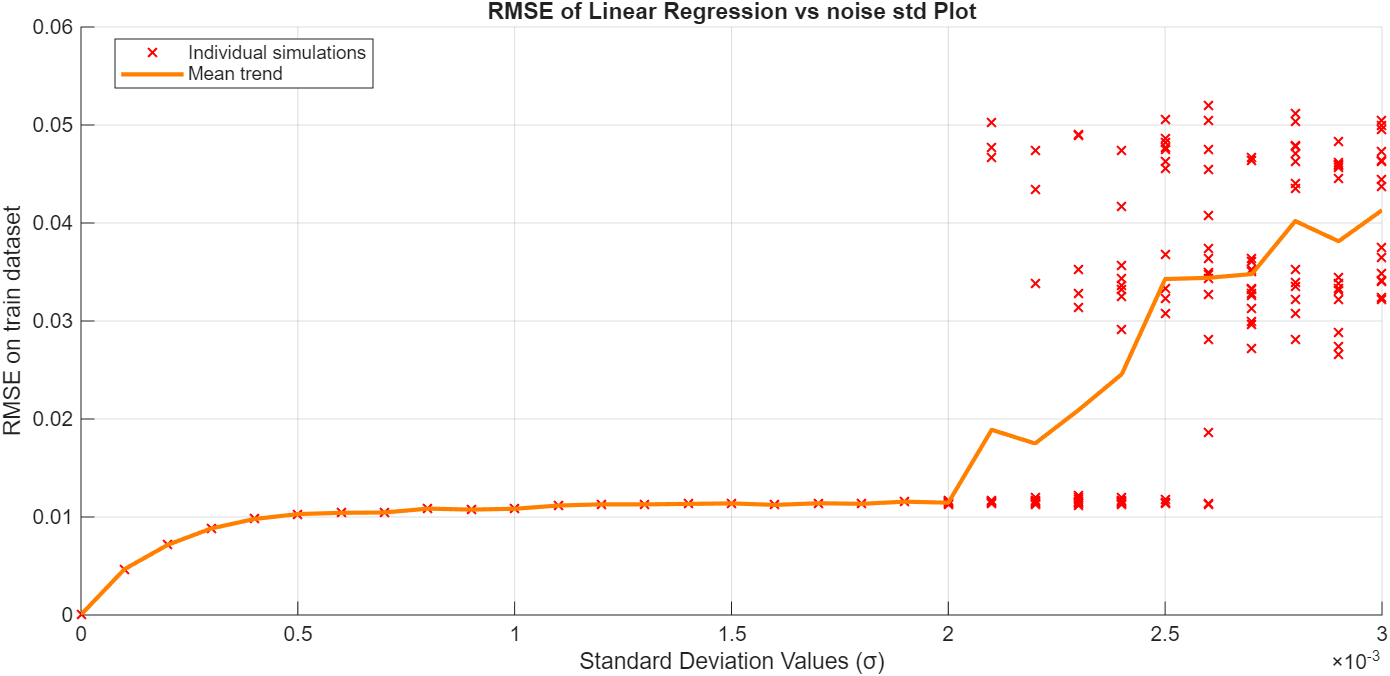 RMSE of Linear Regression vs noise std Plot
Individual simulations
Mean trend
RMSE on train dataset
0.06
0.05
0.04
0.03
0.02
0.01
0
0 0.5 1 1.5 2 2.5 3
Standard Deviation Values (σ)
×10⁻³